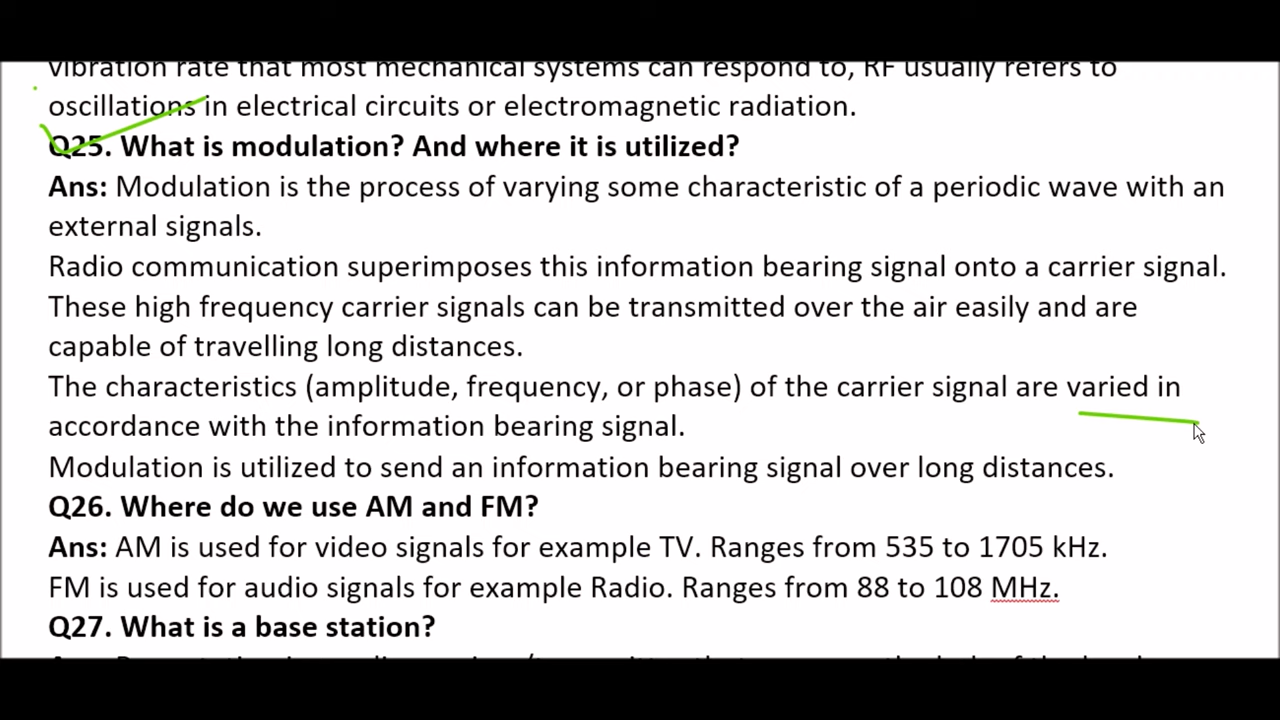 vibration rate that most mechanical systems can respond to, RF usually refers to
oscillations in electrical circuits or electromagnetic radiation.
Q25. What is modulation? And where it is utilized?
Ans: Modulation is the process of varying some characteristic of a periodic wave with an
external signals.
Radio communication superimposes this information bearing signal onto a carrier signal.
These high frequency carrier signals can be transmitted over the air easily and are
capable of travelling long distances.
The characteristics (amplitude, frequency, or phase) of the carrier signal are varied in
accordance with the information bearing signal.
Modulation is utilized to send an information bearing signal over long distances.
Q26. Where do we use AM and FM?
Ans: AM is used for video signals for example TV. Ranges from 535 to 1705 kHz.
FM is used for audio signals for example Radio. Ranges from 88 to 108 MHz.
Q27. What is a base station?